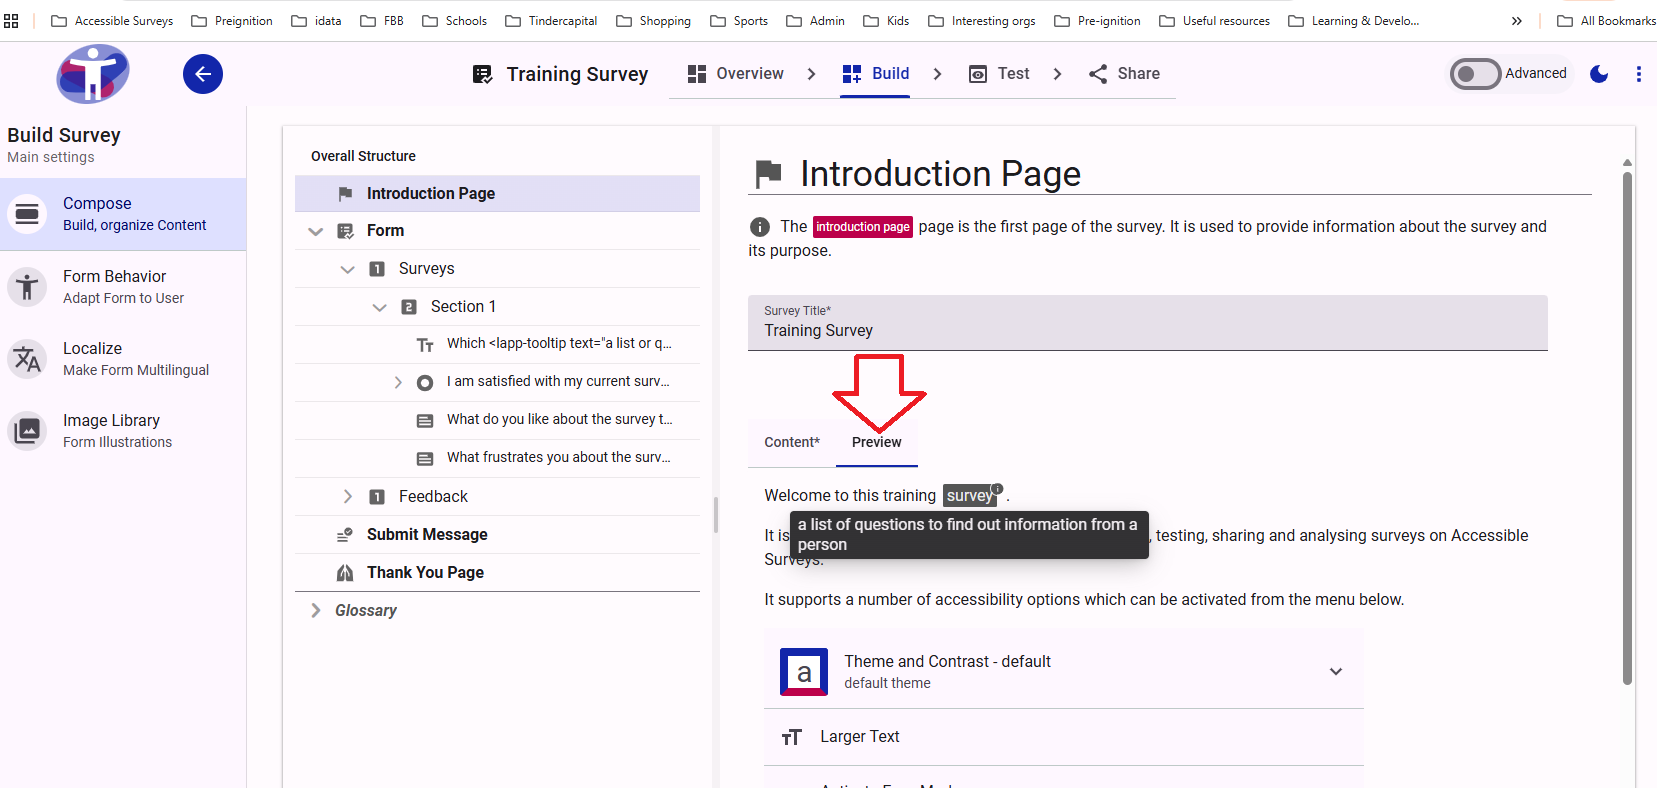 Accessible Surveys Preignition idata FBB Schools Tindercapital Shopping Sports Admin Kids Interesting orgs Pre-ignition Useful resources Learning & Develo... » All Bookmarks
Training Survey Overview Build Test Share Advanced
Build Survey
Main settings
Compose
Build, organize Content
Form Behavior
Adapt Form to User
Localize
Make Form Multilingual
Image Library
Form Illustrations
Overall Structure
Introduction Page
Form
1 Surveys
2 Section 1
Tт Which <lapp-tooltip text="a list or q...
I am satisfied with my current surv...
What do you like about the survey t...
What frustrates you about the surv...
1 Feedback
Submit Message
Thank You Page
Glossary
Introduction Page
The introduction page page is the first page of the survey. It is used to provide information about the survey and
its purpose.
Survey Title*
Training Survey
Content* Preview
Welcome to this training survey .
a list of questions to find out information from a
person
It is , testing, sharing and analysing surveys on Accessible
Surveys.
It supports a number of accessibility options which can be activated from the menu below.
a
Theme and Contrast - default
default theme
Larger Text